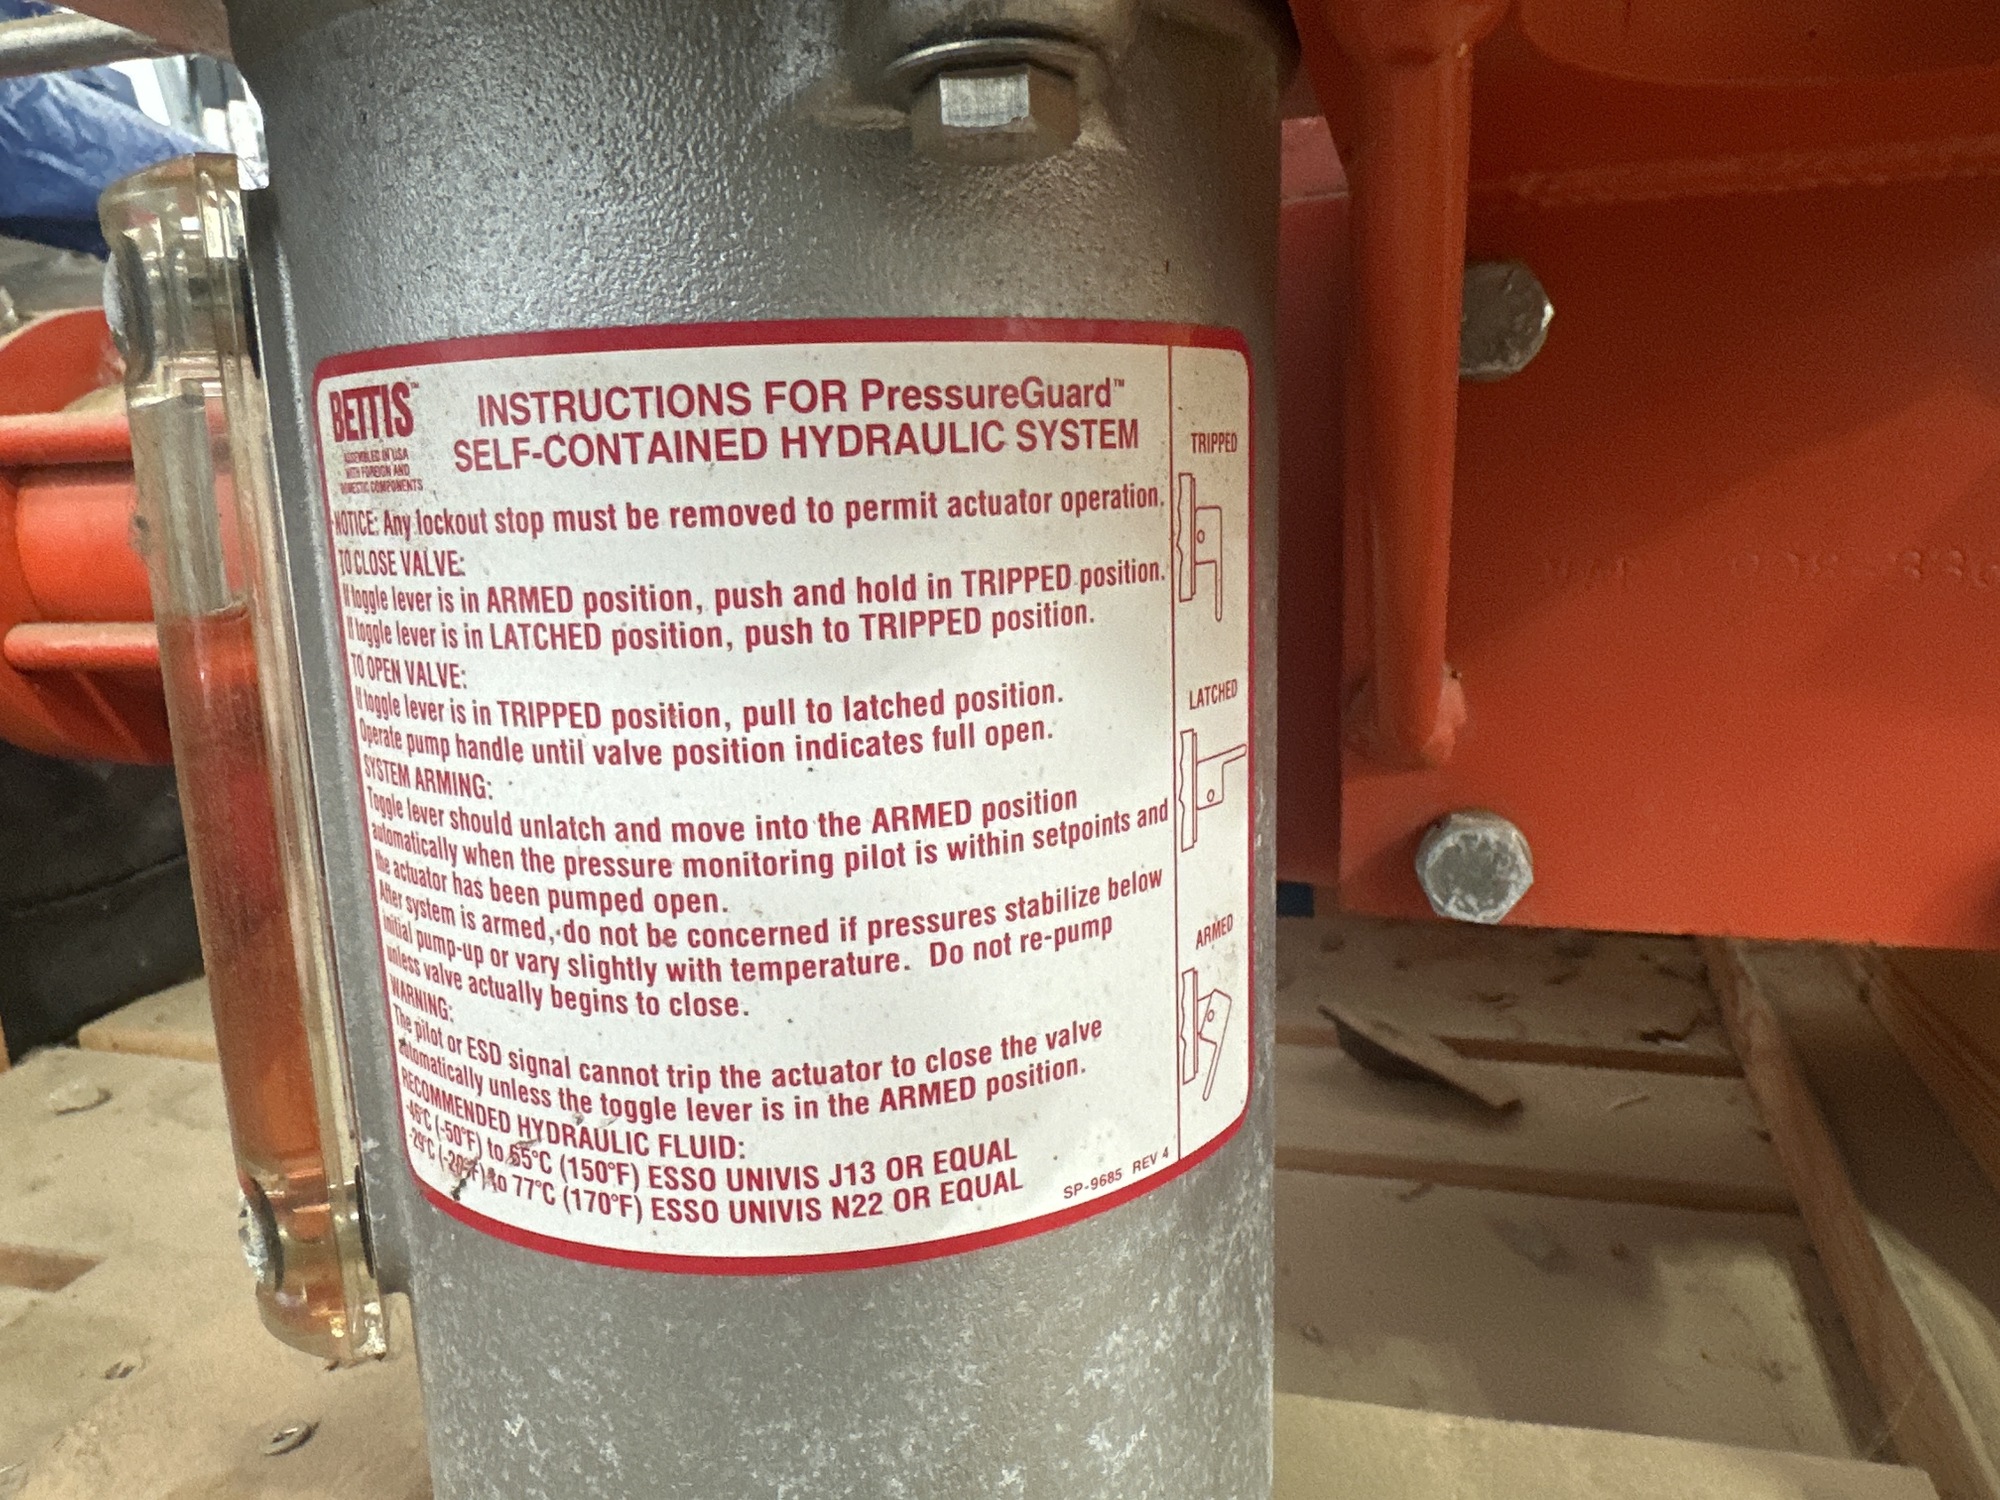 BETTIS™
ASSEMBLED IN USA
WITH FOREIGN AND
DOMESTIC COMPONENTS
INSTRUCTIONS FOR PressureGuard™
SELF-CONTAINED HYDRAULIC SYSTEM
NOTICE: Any lockout stop must be removed to permit actuator operation.
TO CLOSE VALVE:
If toggle lever is in ARMED position, push and hold in TRIPPED position.
If toggle lever is in LATCHED position, push to TRIPPED position.
TO OPEN VALVE:
If toggle lever is in TRIPPED position, pull to latched position.
Operate pump handle until valve position indicates full open.
SYSTEM ARMING:
Toggle lever should unlatch and move into the ARMED position
automatically when the pressure monitoring pilot is within setpoints and
the actuator has been pumped open.
After system is armed, do not be concerned if pressures stabilize below
initial pump-up or vary slightly with temperature. Do not re-pump
unless valve actually begins to close.
WARNING:
The pilot or ESD signal cannot trip the actuator to close the valve
automatically unless the toggle lever is in the ARMED position.
RECOMMENDED HYDRAULIC FLUID:
-46°C (-50°F) to 65°C (150°F) ESSO UNIVIS J13 OR EQUAL
-29°C (-20°F) to 77°C (170°F) ESSO UNIVIS N22 OR EQUAL
SP-9685 REV 4
TRIPPED
LATCHED
ARMED